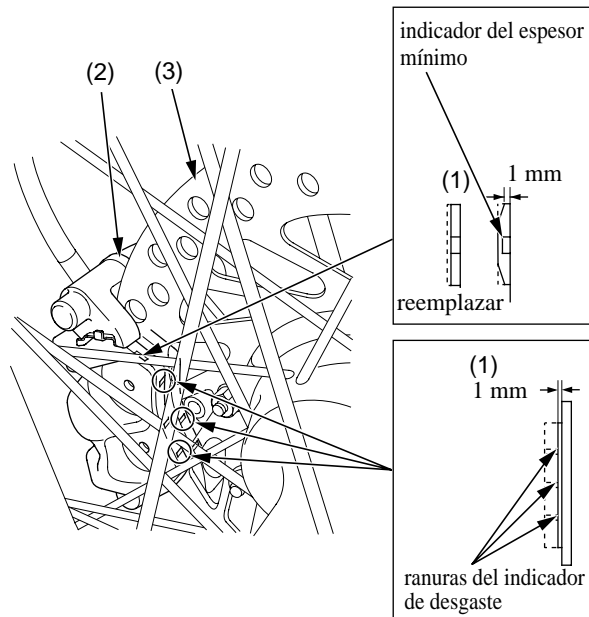 (2)
(3)
indicador del espesor
mínimo
(1)
1 mm
reemplazar
(1)
1 mm
ranuras del indicador
de desgaste